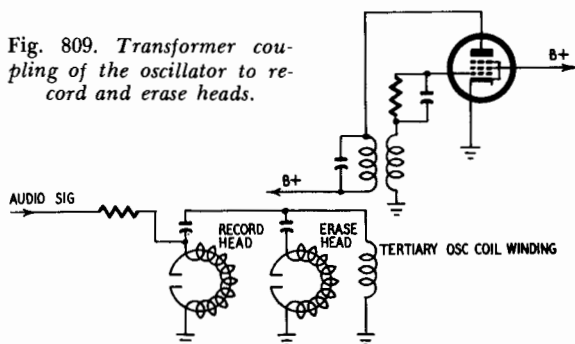 Fig. 809. Transformer cou-
pling of the oscillator to re-
cord and erase heads.
B+
B+
AUDIO SIG
RECORD
HEAD
ERASE
HEAD
TERTIARY OSC COIL WINDING